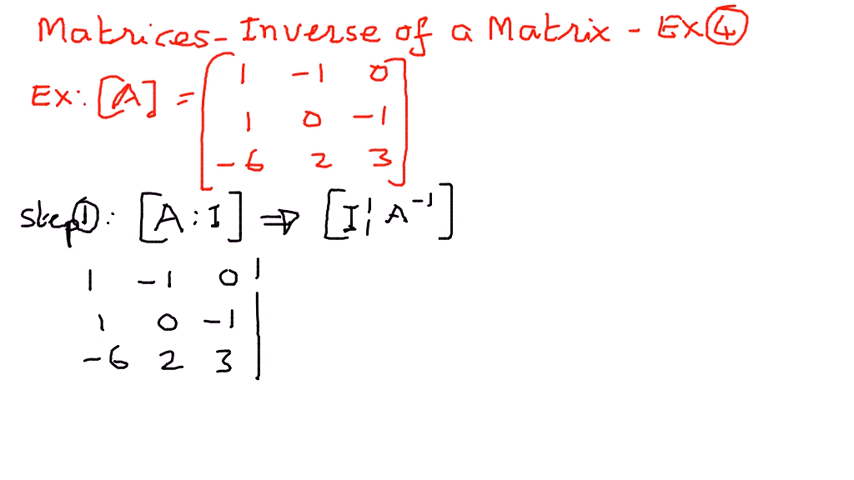 Matrices - Inverse of a Matrix - Ex 4
Ex: [A] = [1 -1 0
1 0 -1
-6 2 3]
Step 1: [A : I] ⇒ [I ¦ A⁻¹]
1 -1 0 |
1 0 -1 |
-6 2 3 |